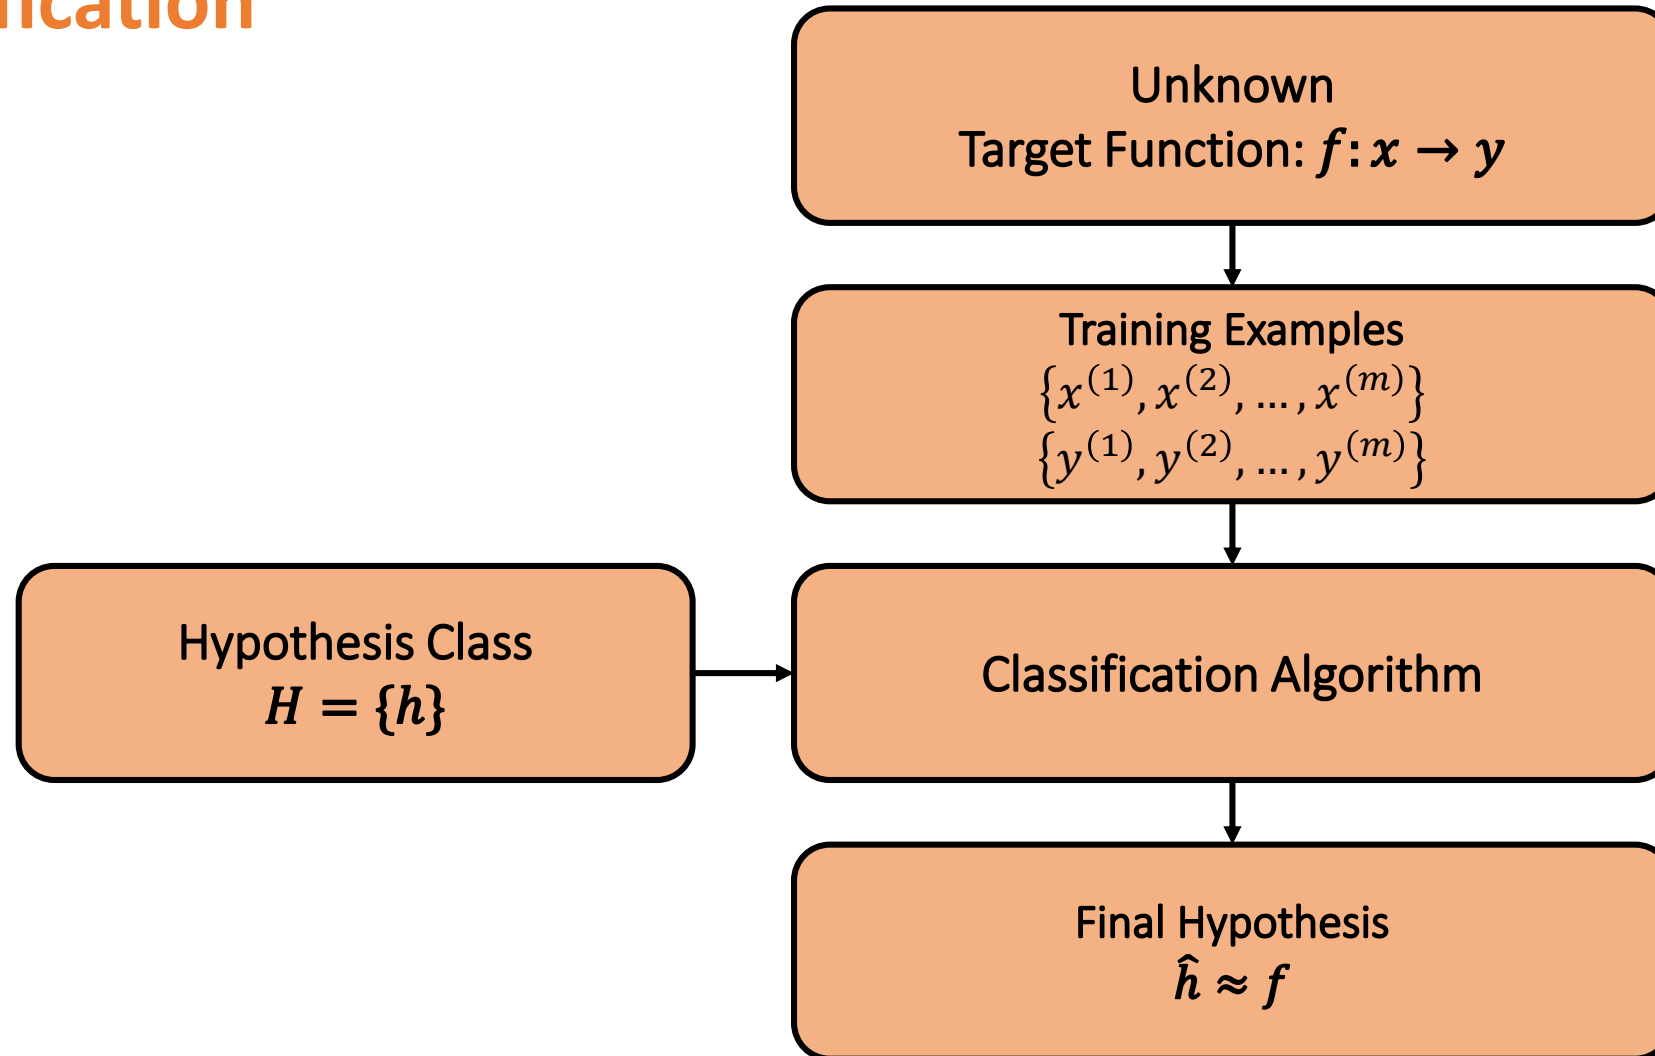 Unknown
Target Function: f: x → y
Training Examples
{x^(1), x^(2), … , x^(m)}
{y^(1), y^(2), … , y^(m)}
Hypothesis Class
H = {h}
Classification Algorithm
Final Hypothesis
ĥ ≈ f